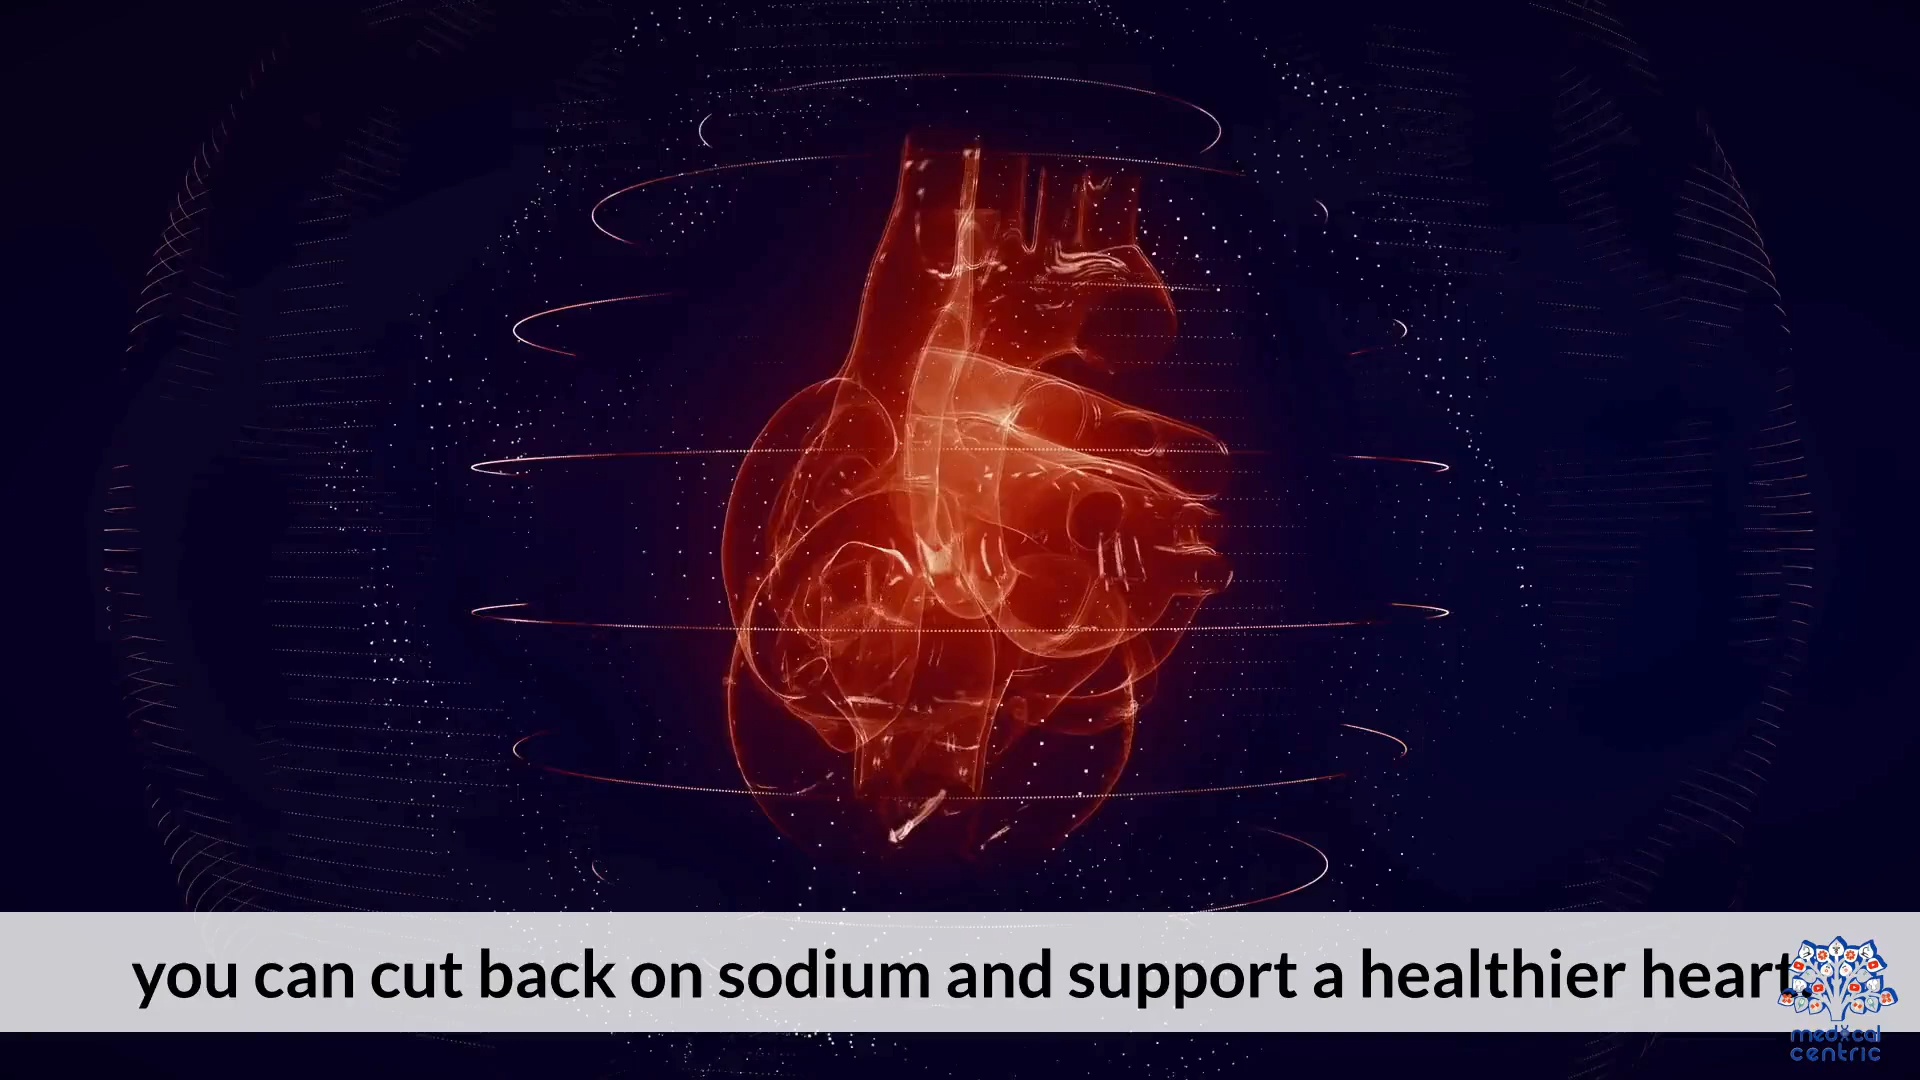 you can cut back on sodium and support a healthier heart.
medical
centric